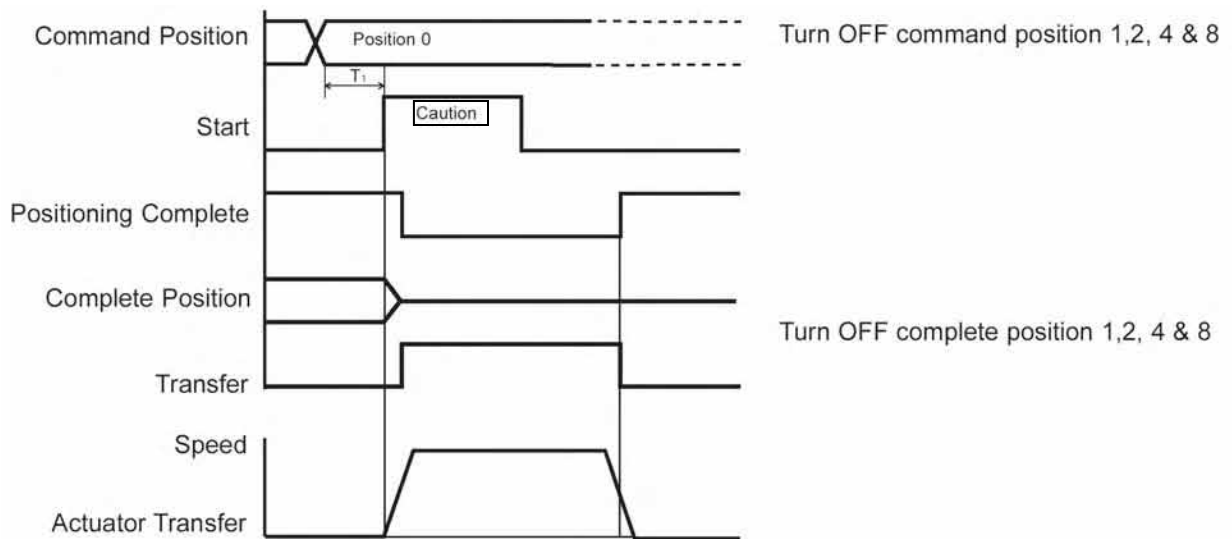 Command Position
Position 0
Turn OFF command position 1,2, 4 & 8
T1
Caution
Start
Positioning Complete
Complete Position
Turn OFF complete position 1,2, 4 & 8
Transfer
Speed
Actuator Transfer